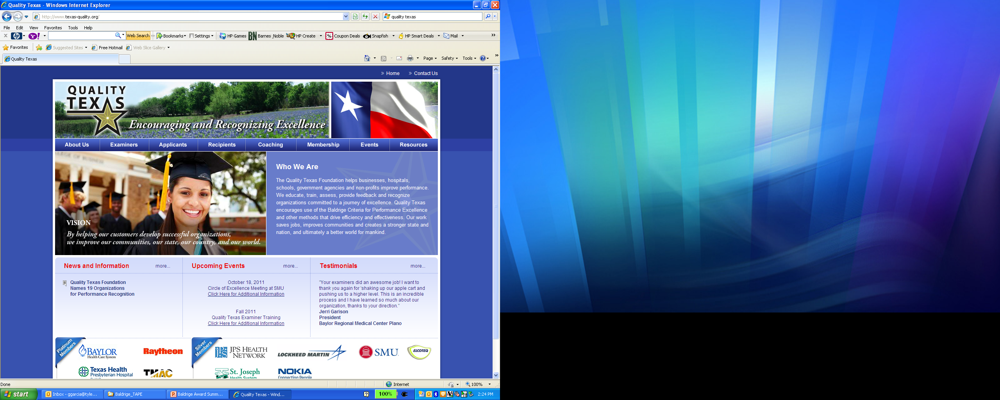 Quality Texas - Windows Internet Explorer
http://www.texas-quality.org/
quality texas
File Edit View Favorites Tools Help
hp Y! Web Search Bookmarks Settings HP Games BN Barnes_Noble HP Create % Coupon Deals Snapfish HP Smart Deals Mail
Favorites Suggested Sites Free Hotmail Web Slice Gallery
Quality Texas
Page Safety Tools
Home Contact Us
QUALITY
TEXAS
Encouraging and Recognizing Excellence
About Us Examiners Applicants Recipients Coaching Membership Events Resources
VISION
By helping our customers develop successful organizations,
we improve our communities, our state, our country, and our world.
Who We Are
The Quality Texas Foundation helps businesses, hospitals,
schools, government agencies and non-profits improve performance.
We educate, train, assess, provide feedback and recognize
organizations committed to a journey of excellence. Quality Texas
encourages use of the Baldrige Criteria for Performance Excellence
and other methods that drive efficiency and effectiveness. Our work
saves jobs, improves communities and creates a stronger state and
nation, and ultimately a better world for mankind.
News and Information more...
Quality Texas Foundation
Names 19 Organizations
for Performance Recognition
Upcoming Events more...
October 18, 2011
Circle of Excellence Meeting at SMU
Click Here for Additional Information
Fall 2011
Quality Texas Examiner Training
Click Here for Additional Information
Testimonials more...
"Your examiners did an awesome job! I want to
thank you again for 'shaking up our apple cart and
pushing us to a higher level. This is an incredible
process and I have learned so much about our
organization, thanks to your direction."
Jerri Garison
President
Baylor Regional Medical Center Plano
Platinum
Members
BAYLOR
Health Care System
Raytheon
Texas Health
Presbyterian Hospital
TMAC
Silver
Members
JPS HEALTH
NETWORK
LOCKHEED MARTIN
SMU.
ELCOTEQ
St. Joseph
Health System
NOKIA
Connecting People
Done Internet 100%
start Inbox - ggarcia@tyle... Baldrige_TAPE Baldrige Award Summ... Quality Texas - Wind... 100% 2:24 PM